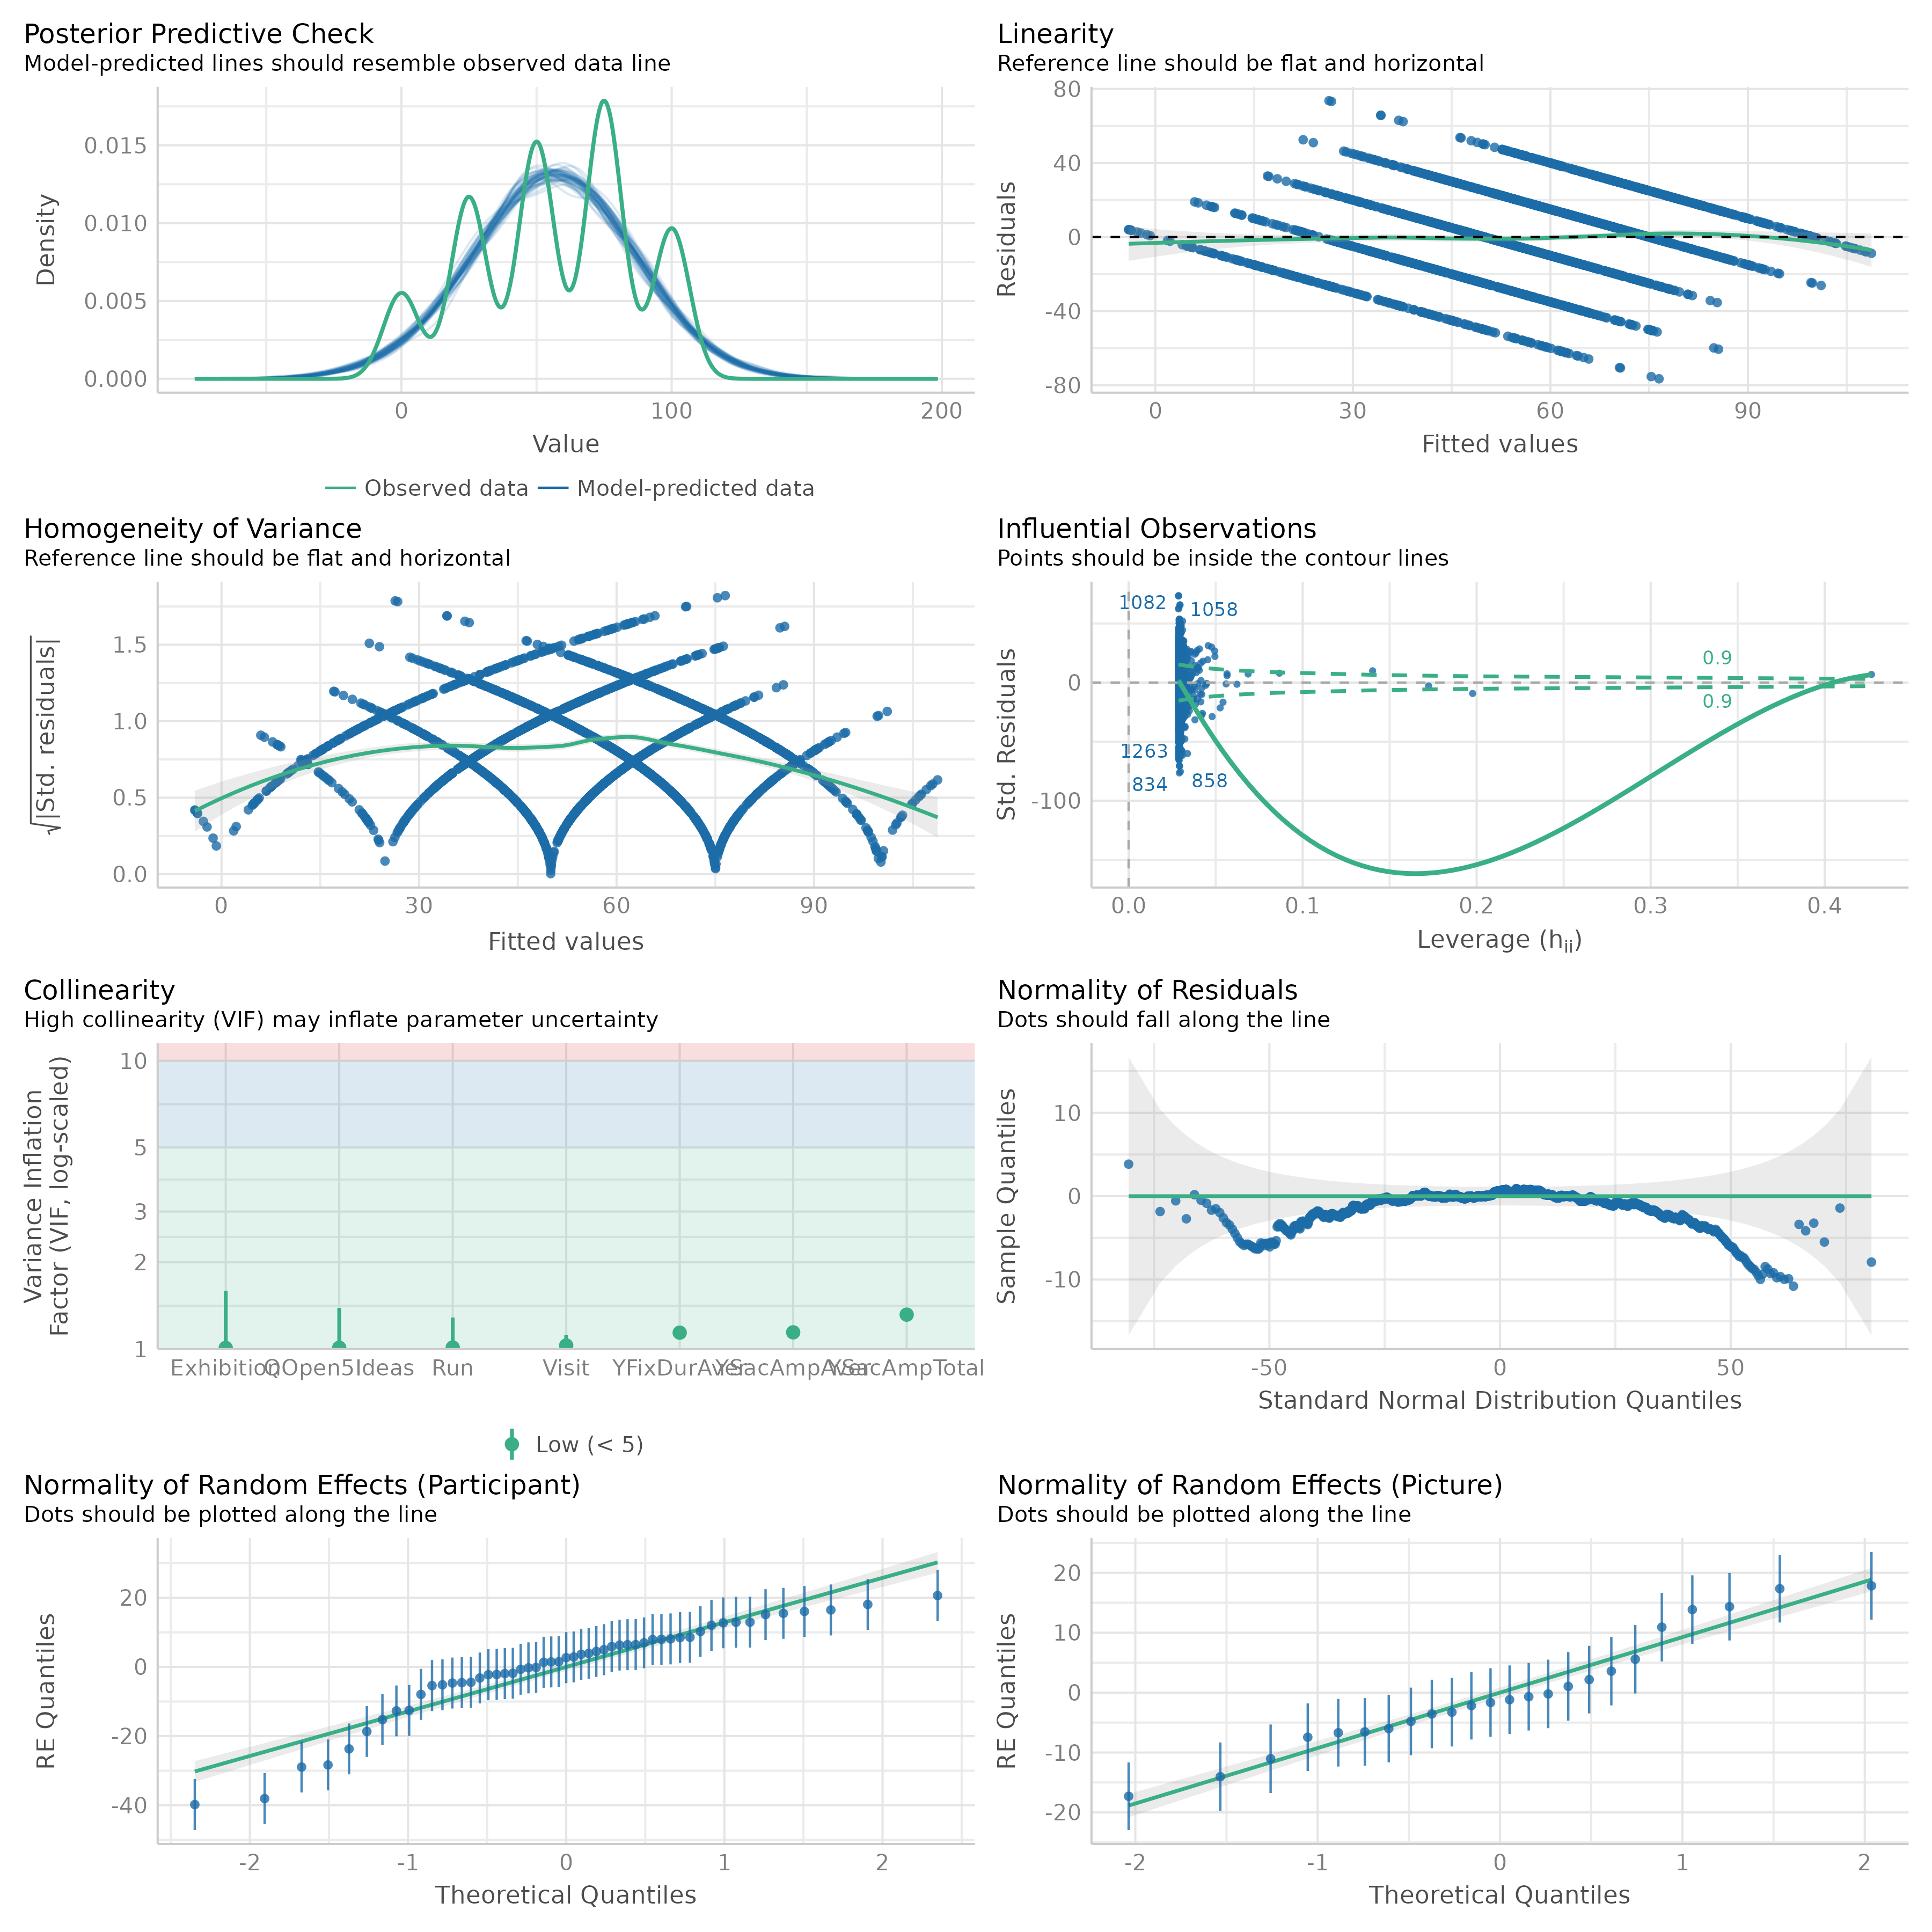 Posterior Predictive Check
Model-predicted lines should resemble observed data line
Density
0.015
0.010
0.005
0.000
0
100
200
Value
Observed data
Model-predicted data
Linearity
Reference line should be flat and horizontal
Residuals
80
40
0
-40
-80
0
30
60
90
Fitted values
Homogeneity of Variance
Reference line should be flat and horizontal
√|Std. residuals|
1.5
1.0
0.5
0.0
0
30
60
90
Fitted values
Influential Observations
Points should be inside the contour lines
Std. Residuals
0
-100
1082
1058
1263
834
858
0.9
0.9
0.0
0.1
0.2
0.3
0.4
Leverage (hii)
Collinearity
High collinearity (VIF) may inflate parameter uncertainty
Variance Inflation
Factor (VIF, log-scaled)
10
5
3
2
1
Exhibition
QOpen5Ideas
Run
Visit
YFixDurAver
YSacAmpAver
YSacAmpTotal
Low (< 5)
Normality of Residuals
Dots should fall along the line
Sample Quantiles
10
0
-10
-50
0
50
Standard Normal Distribution Quantiles
Normality of Random Effects (Participant)
Dots should be plotted along the line
RE Quantiles
20
0
-20
-40
-2
-1
0
1
2
Theoretical Quantiles
Normality of Random Effects (Picture)
Dots should be plotted along the line
RE Quantiles
20
10
0
-10
-20
-2
-1
0
1
2
Theoretical Quantiles